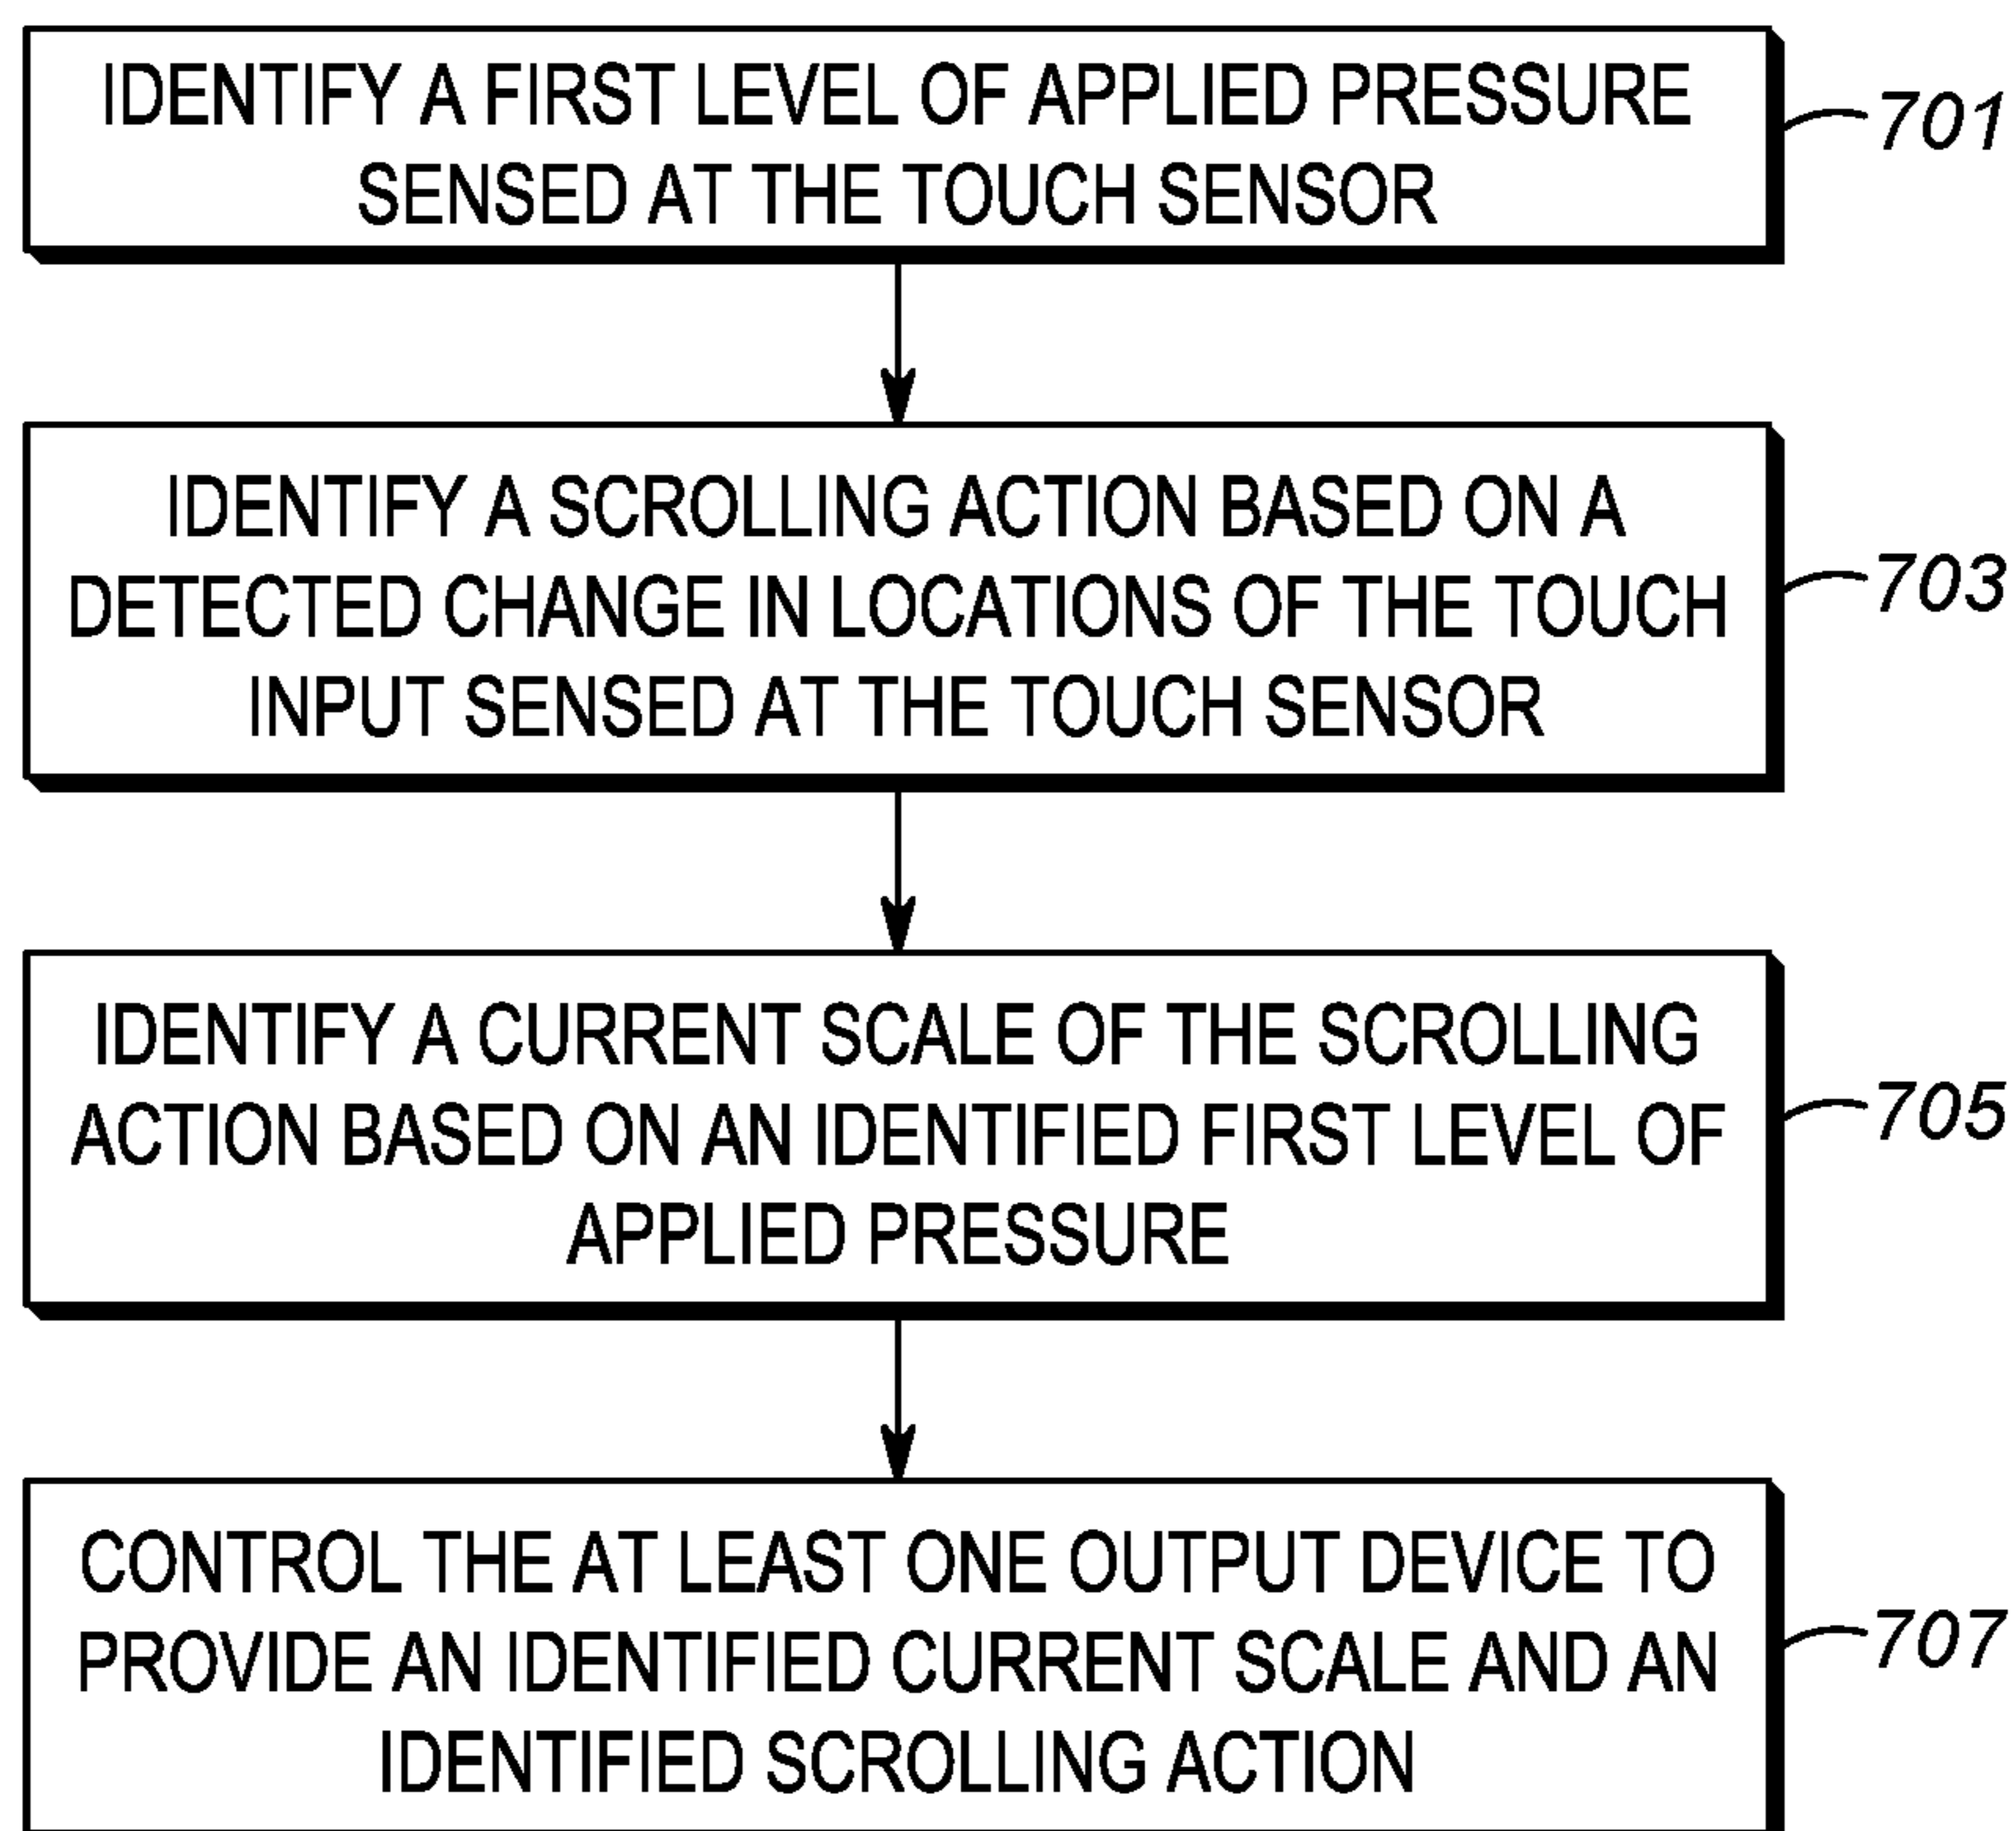 IDENTIFY A FIRST LEVEL OF APPLIED PRESSURE
SENSED AT THE TOUCH SENSOR
701
IDENTIFY A SCROLLING ACTION BASED ON A
DETECTED CHANGE IN LOCATIONS OF THE TOUCH
INPUT SENSED AT THE TOUCH SENSOR
703
IDENTIFY A CURRENT SCALE OF THE SCROLLING
ACTION BASED ON AN IDENTIFIED FIRST LEVEL OF
APPLIED PRESSURE
705
CONTROL THE AT LEAST ONE OUTPUT DEVICE TO
PROVIDE AN IDENTIFIED CURRENT SCALE AND AN
IDENTIFIED SCROLLING ACTION
707